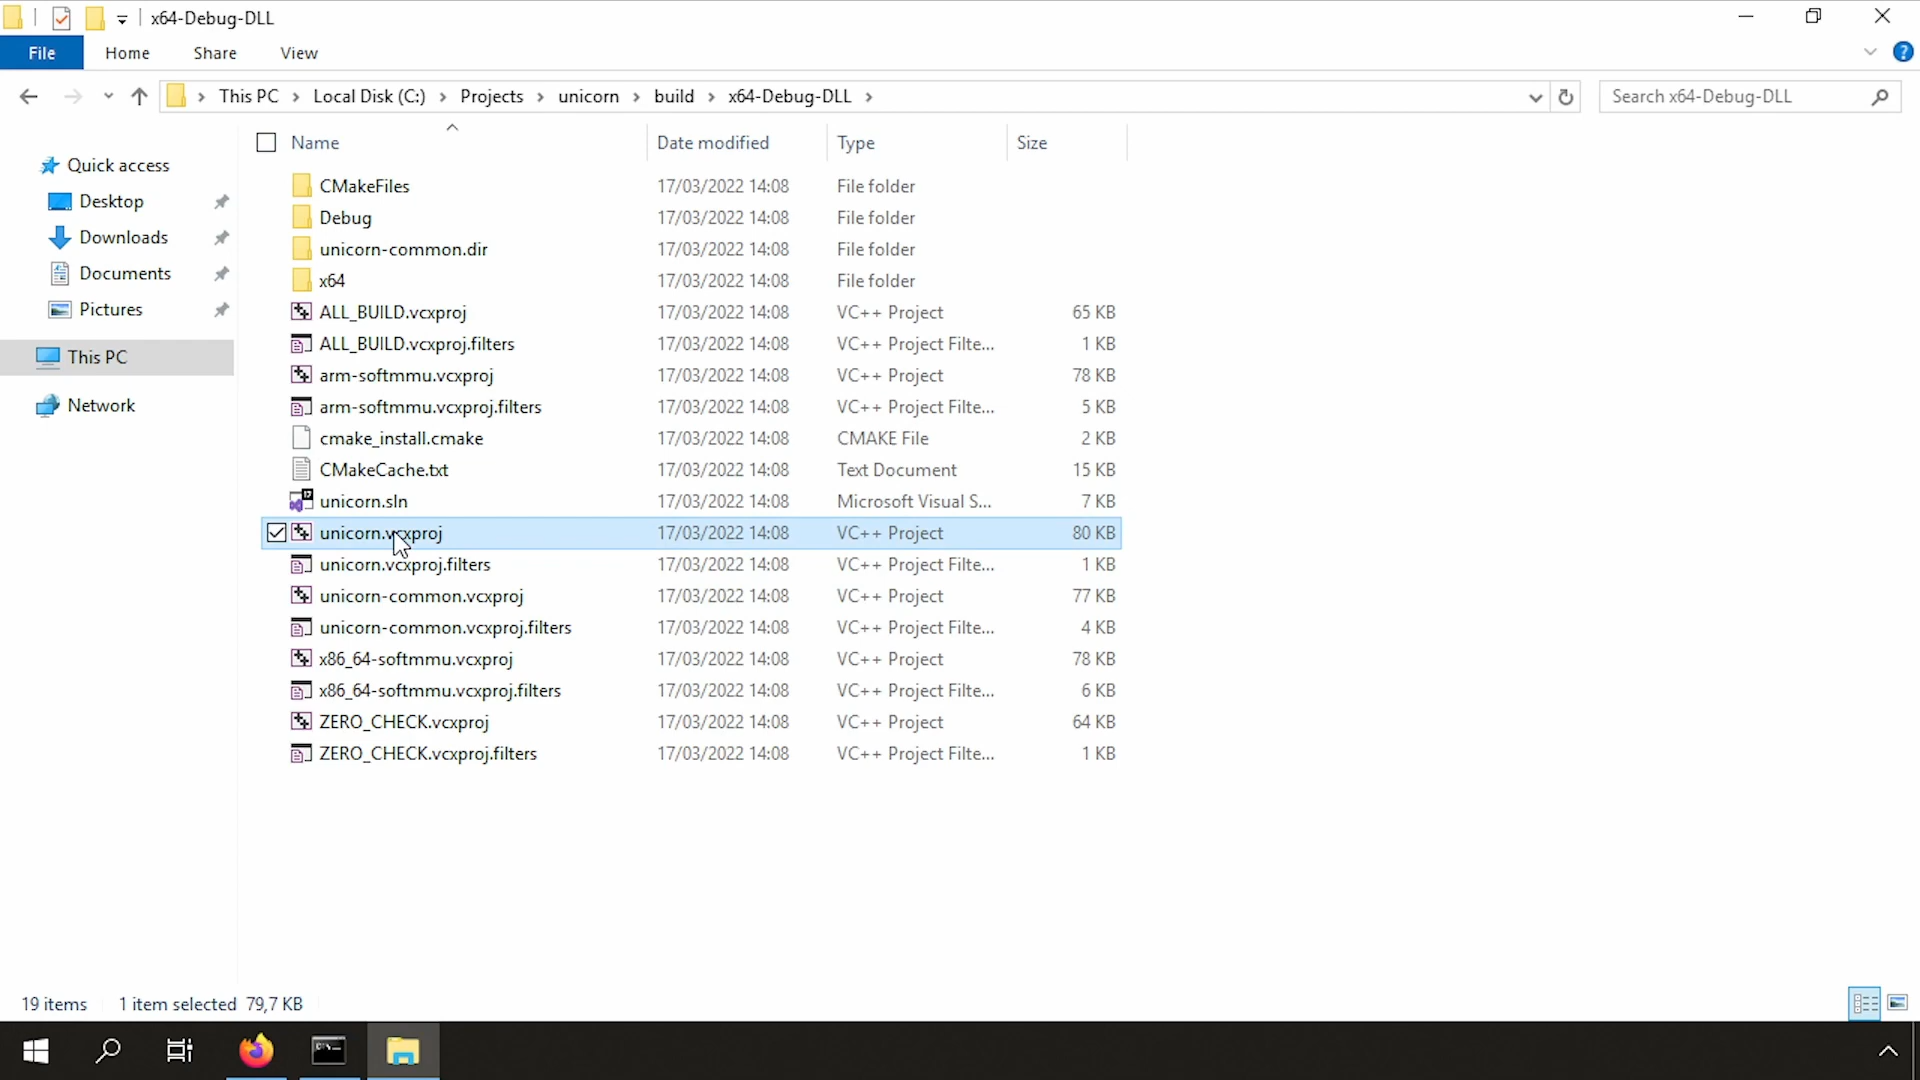 x64-Debug-DLL
File Home Share View
This PC Local Disk (C:) Projects unicorn build x64-Debug-DLL Search x64-Debug-DLL
Name Date modified Type Size
Quick access
Desktop
Downloads
Documents
Pictures
This PC
Network
CMakeFiles 17/03/2022 14:08 File folder
Debug 17/03/2022 14:08 File folder
unicorn-common.dir 17/03/2022 14:08 File folder
x64 17/03/2022 14:08 File folder
ALL_BUILD.vcxproj 17/03/2022 14:08 VC++ Project 65 KB
ALL_BUILD.vcxproj.filters 17/03/2022 14:08 VC++ Project Filte... 1 KB
arm-softmmu.vcxproj 17/03/2022 14:08 VC++ Project 78 KB
arm-softmmu.vcxproj.filters 17/03/2022 14:08 VC++ Project Filte... 5 KB
cmake_install.cmake 17/03/2022 14:08 CMAKE File 2 KB
CMakeCache.txt 17/03/2022 14:08 Text Document 15 KB
unicorn.sln 17/03/2022 14:08 Microsoft Visual S... 7 KB
unicorn.vcxproj 17/03/2022 14:08 VC++ Project 80 KB
unicorn.vcxproj.filters 17/03/2022 14:08 VC++ Project Filte... 1 KB
unicorn-common.vcxproj 17/03/2022 14:08 VC++ Project 77 KB
unicorn-common.vcxproj.filters 17/03/2022 14:08 VC++ Project Filte... 4 KB
x86_64-softmmu.vcxproj 17/03/2022 14:08 VC++ Project 78 KB
x86_64-softmmu.vcxproj.filters 17/03/2022 14:08 VC++ Project Filte... 6 KB
ZERO_CHECK.vcxproj 17/03/2022 14:08 VC++ Project 64 KB
ZERO_CHECK.vcxproj.filters 17/03/2022 14:08 VC++ Project Filte... 1 KB
19 items 1 item selected 79,7 KB